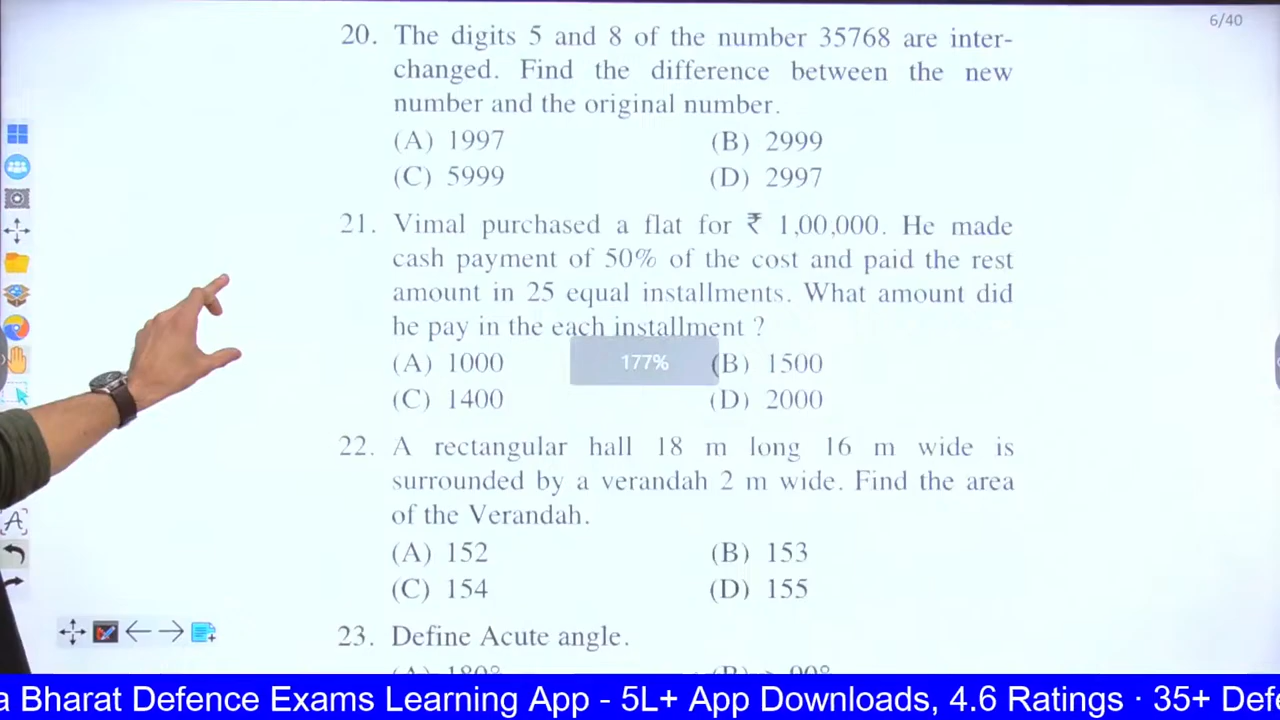 6/40
20. The digits 5 and 8 of the number 35768 are inter-
changed. Find the difference between the new
number and the original number.
(A) 1997 (B) 2999
(C) 5999 (D) 2997
21. Vimal purchased a flat for ₹ 1,00,000. He made
cash payment of 50% of the cost and paid the rest
amount in 25 equal installments. What amount did
he pay in the each installment ?
177%
(A) 1000 (B) 1500
(C) 1400 (D) 2000
22. A rectangular hall 18 m long 16 m wide is
surrounded by a verandah 2 m wide. Find the area
of the Verandah.
(A) 152 (B) 153
(C) 154 (D) 155
23. Define Acute angle.
(A) 180° (B) > 90°
a Bharat Defence Exams Learning App - 5L+ App Downloads, 4.6 Ratings · 35+ Defe